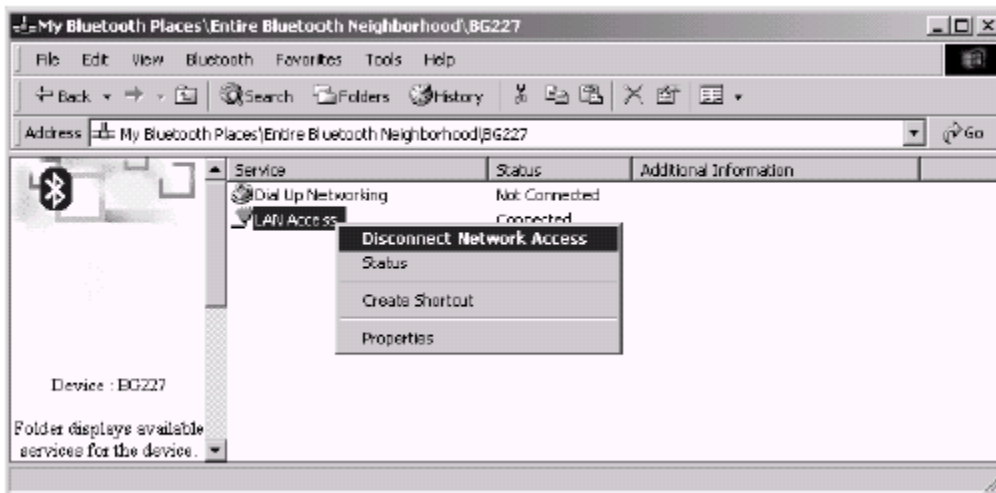 My Bluetooth Places\Entire Bluetooth Neighborhood\BG227
File Edit View Bluetooth Favorites Tools Help
Back Search Folders History
Address My Bluetooth Places\Entire Bluetooth Neighborhood\BG227 Go
Service Status Additional Information
Dial Up Networking Not Connected
LAN Access Connected
Disconnect Network Access
Status
Create Shortcut
Properties
Device : BG227
Folder displays available
services for the device.